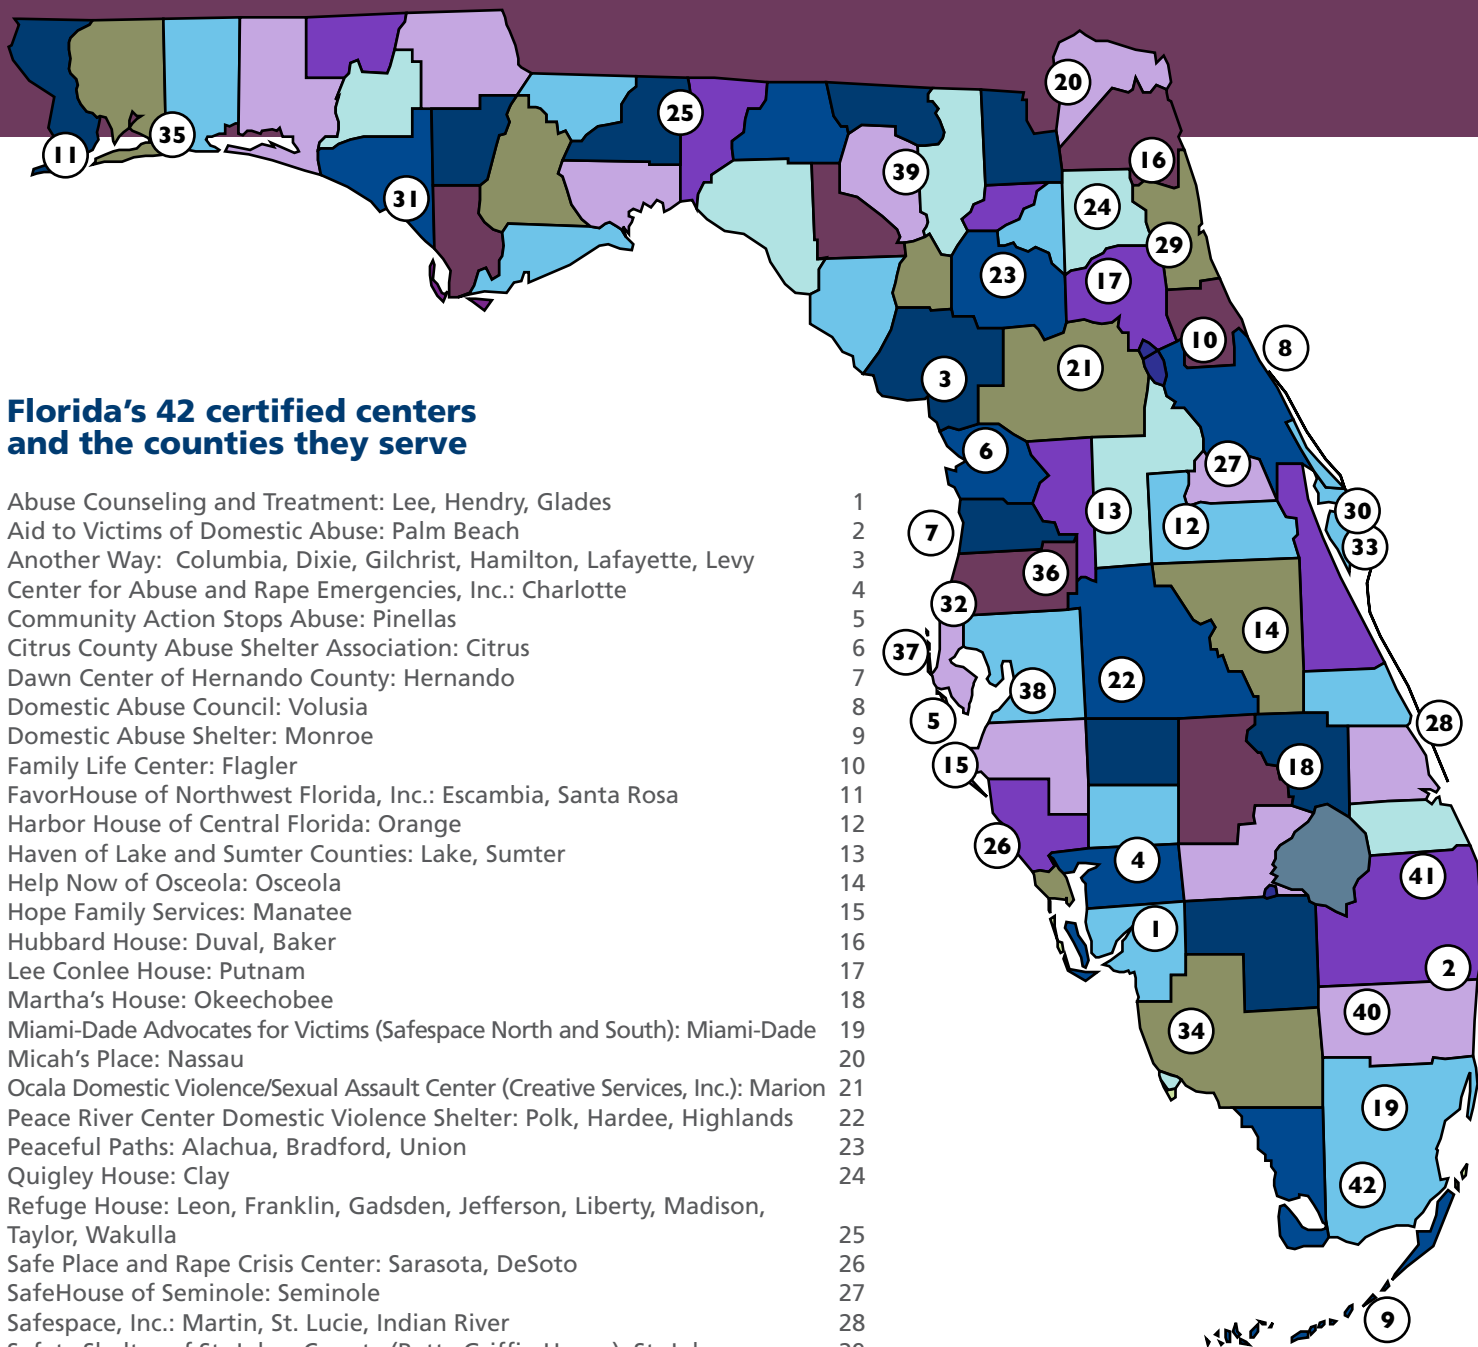 Florida's 42 certified centers
and the counties they serve
Abuse Counseling and Treatment: Lee, Hendry, Glades 1
Aid to Victims of Domestic Abuse: Palm Beach 2
Another Way: Columbia, Dixie, Gilchrist, Hamilton, Lafayette, Levy 3
Center for Abuse and Rape Emergencies, Inc.: Charlotte 4
Community Action Stops Abuse: Pinellas 5
Citrus County Abuse Shelter Association: Citrus 6
Dawn Center of Hernando County: Hernando 7
Domestic Abuse Council: Volusia 8
Domestic Abuse Shelter: Monroe 9
Family Life Center: Flagler 10
FavorHouse of Northwest Florida, Inc.: Escambia, Santa Rosa 11
Harbor House of Central Florida: Orange 12
Haven of Lake and Sumter Counties: Lake, Sumter 13
Help Now of Osceola: Osceola 14
Hope Family Services: Manatee 15
Hubbard House: Duval, Baker 16
Lee Conlee House: Putnam 17
Martha's House: Okeechobee 18
Miami-Dade Advocates for Victims (Safespace North and South): Miami-Dade 19
Micah's Place: Nassau 20
Ocala Domestic Violence/Sexual Assault Center (Creative Services, Inc.): Marion 21
Peace River Center Domestic Violence Shelter: Polk, Hardee, Highlands 22
Peaceful Paths: Alachua, Bradford, Union 23
Quigley House: Clay 24
Refuge House: Leon, Franklin, Gadsden, Jefferson, Liberty, Madison,
Taylor, Wakulla 25
Safe Place and Rape Crisis Center: Sarasota, DeSoto 26
SafeHouse of Seminole: Seminole 27
Safespace, Inc.: Martin, St. Lucie, Indian River 28
20
25
35
11
16
39
31
24
29
23
17
10
8
3
21
6
27
30
13
7
12
33
36
32
14
37
38
22
5
28
15
18
26
4
41
1
2
40
34
19
42
9